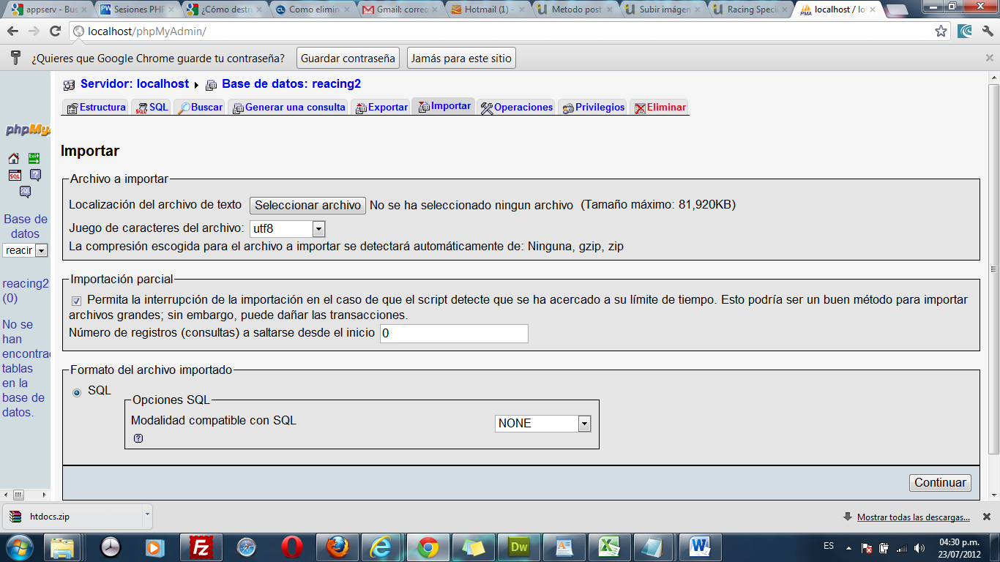 appserv - Bus
Sesiones PHP
¿Cómo destru
Como elimin
Gmail: correo
Hotmail (1) -
Metodo post
Subir imágen
Racing Speci
localhost / lo
localhost/phpMyAdmin/
¿Quieres que Google Chrome guarde tu contraseña?
Guardar contraseña
Jamás para este sitio
phpMy
Base de
datos
reacir
reacing2
(0)
No se
han
encontra
tablas
en la
base de
datos.
Servidor: localhost
Base de datos: reacing2
Estructura
SQL
Buscar
Generar una consulta
Exportar
Importar
Operaciones
Privilegios
Eliminar
Importar
Archivo a importar
Localización del archivo de texto Seleccionar archivo No se ha seleccionado ningun archivo (Tamaño máximo: 81,920KB)
Juego de caracteres del archivo: utf8
La compresión escogida para el archivo a importar se detectará automáticamente de: Ninguna, gzip, zip
Importación parcial
Permita la interrupción de la importación en el caso de que el script detecte que se ha acercado a su límite de tiempo. Esto podría ser un buen método para importar
archivos grandes; sin embargo, puede dañar las transacciones.
Número de registros (consultas) a saltarse desde el inicio 0
Formato del archivo importado
SQL
Opciones SQL
Modalidad compatible con SQL NONE
Continuar
htdocs.zip
Mostrar todas las descargas...
ES
04:30 p.m.
23/07/2012